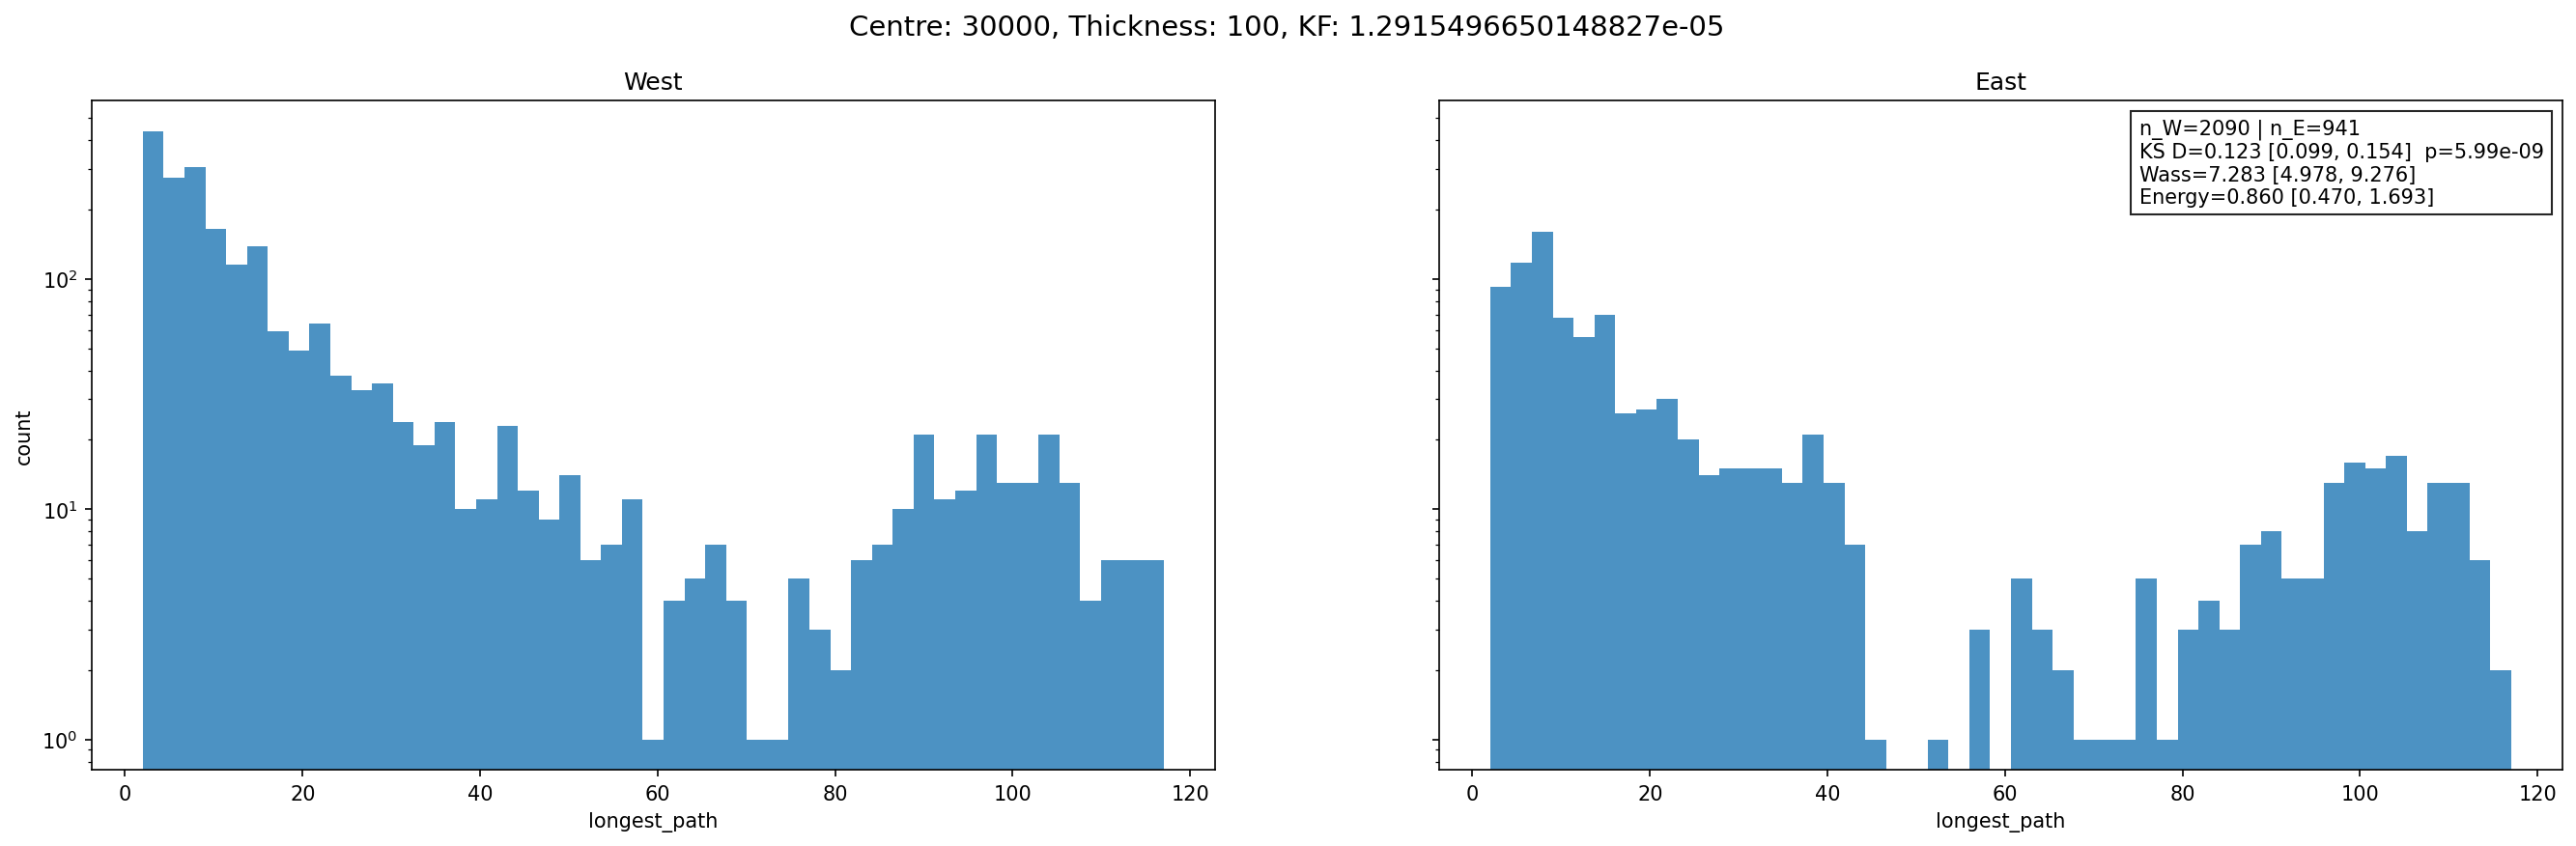 Centre: 30000, Thickness: 100, KF: 1.2915496650148827e-05
West
East
n_W=2090 | n_E=941
KS D=0.123 [0.099, 0.154]  p=5.99e-09
Wass=7.283 [4.978, 9.276]
Energy=0.860 [0.470, 1.693]
10²
10¹
10⁰
count
0 20 40 60 80 100 120
0 20 40 60 80 100 120
longest_path
longest_path